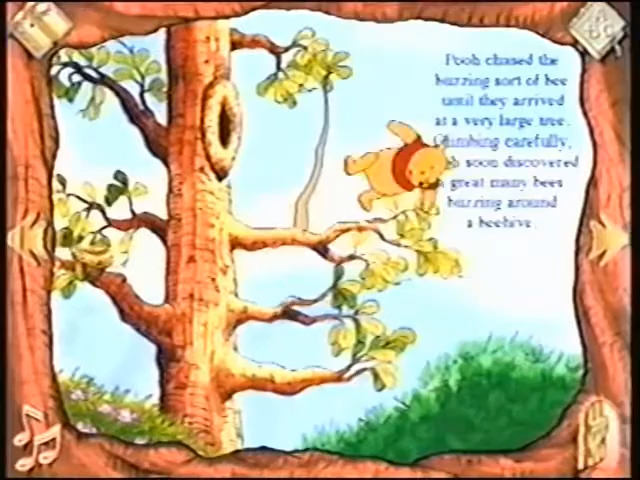 Pooh chased the
buzzing sort of bee
until they arrived
at a very large tree.
Climbing carefully,
h soon discovered
great many bees
buzzing around
a beehive.